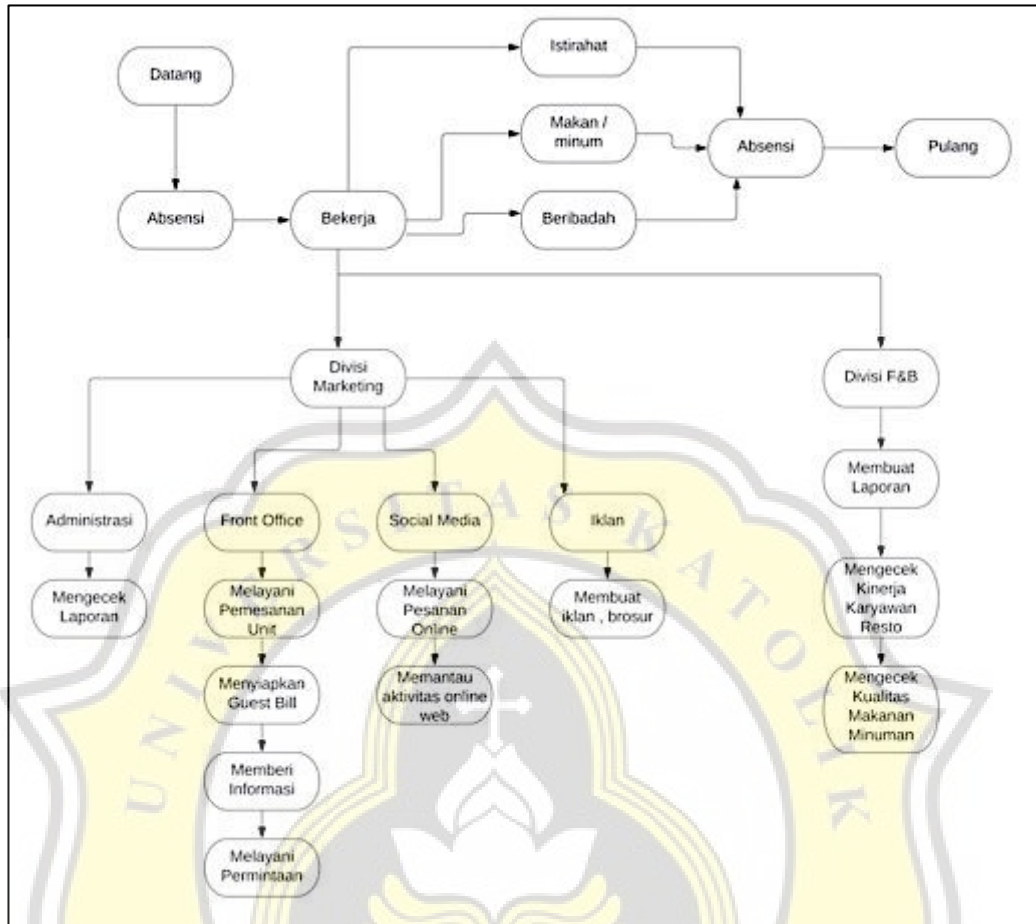 Datang
Absensi
Bekerja
Istirahat
Makan /
minum
Beribadah
Absensi
Pulang
Divisi
Marketing
Divisi F&B
Administrasi
Mengecek
Laporan
Front Office
Melayani
Pemesanan
Unit
Menyiapkan
Guest Bill
Memberi
Informasi
Melayani
Permintaan
Social Media
Melayani
Pesanan
Online
Memantau
aktivitas online
web
Iklan
Membuat
iklan , brosur
Membuat
Laporan
Mengecek
Kinerja
Karyawan
Resto
Mengecek
Kualitas
Makanan
Minuman
UNIVERSITAS KATOLIK